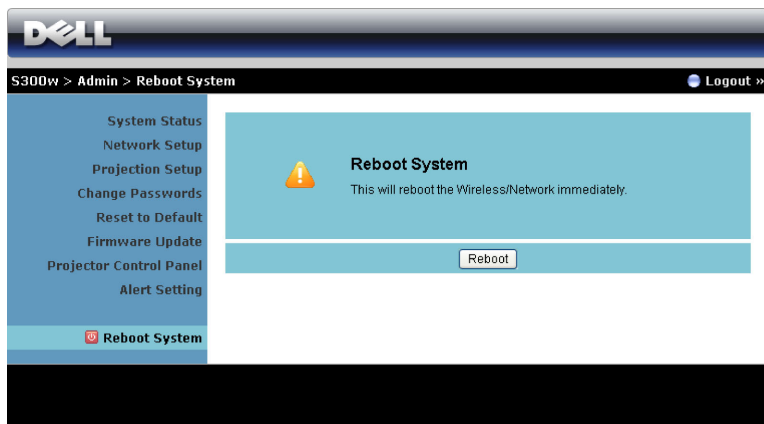 DELL
S300w > Admin > Reboot System
Logout »
System Status
Network Setup
Projection Setup
Change Passwords
Reset to Default
Firmware Update
Projector Control Panel
Alert Setting
Reboot System
Reboot System
This will reboot the Wireless/Network immediately.
Reboot